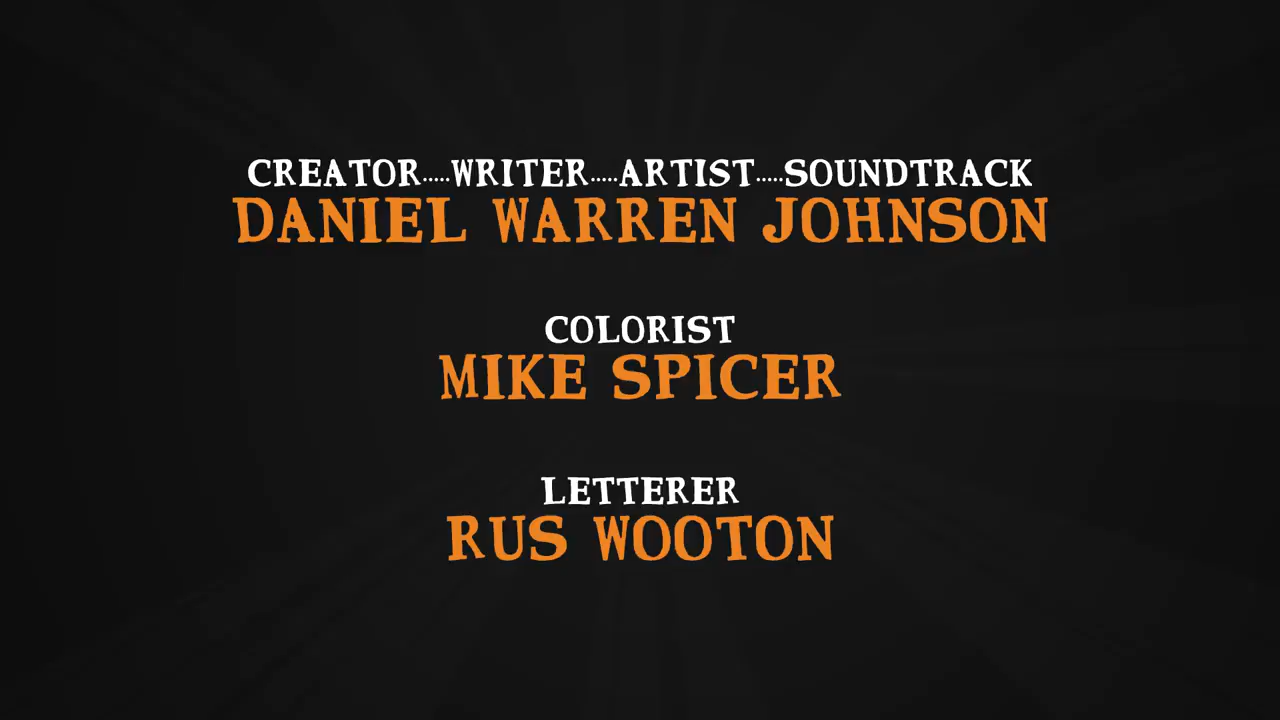 CREATOR.....WRITER.....ARTIST.....SOUNDTRACK
DANIEL WARREN JOHNSON
COLORIST
MIKE SPICER
LETTERER
RUS WOOTON